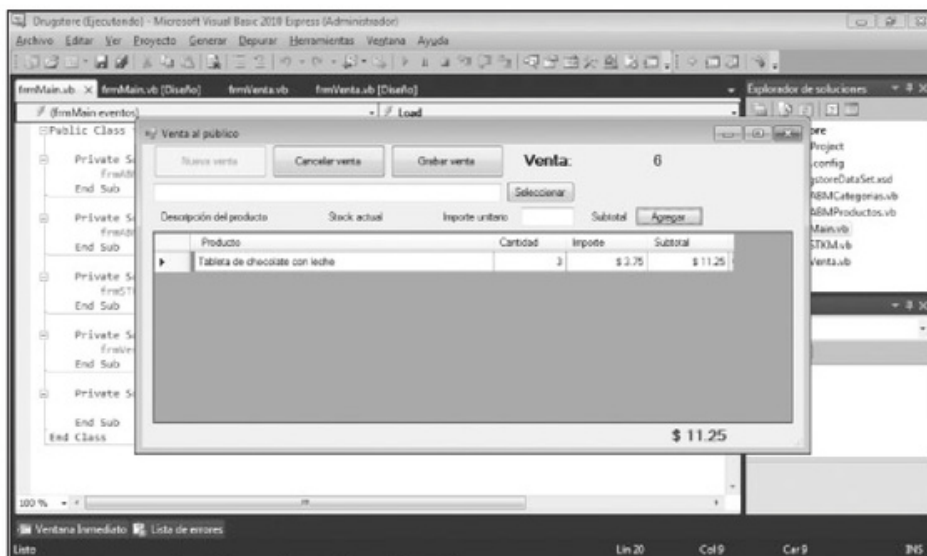 Drugstore (Ejecutando) - Microsoft Visual Basic 2010 Express (Administrador)
Archivo Editar Ver Proyecto Generar Depurar Herramientas Ventana Ayuda
frmMain.vb frmMain.vb [Diseño] frmVenta.vb frmVenta.vb [Diseño]
Explorador de soluciones
(frmMain eventos)
Load
Public Class
Private
End Sub
Private
End Sub
Private
End Sub
Private
End Sub
Private
End Sub
End Class
Venta al público
Nueva venta Cancelar venta Grabar venta Venta: 6
Seleccionar
Descripción del producto Stock actual Importe unitario Subtotal Agregar
Producto Cantidad Importe Subtotal
Tableta de chocolate con leche 3 $ 3.75 $ 11.25
$ 11.25
Project
.config
ABMCategorias.vb
ABMProductos.vb
Main.vb
STKM.vb
Venta.vb
100 %
Ventana Inmediato Lista de errores
Listo Lín 20 Col 9 Car 9 INS